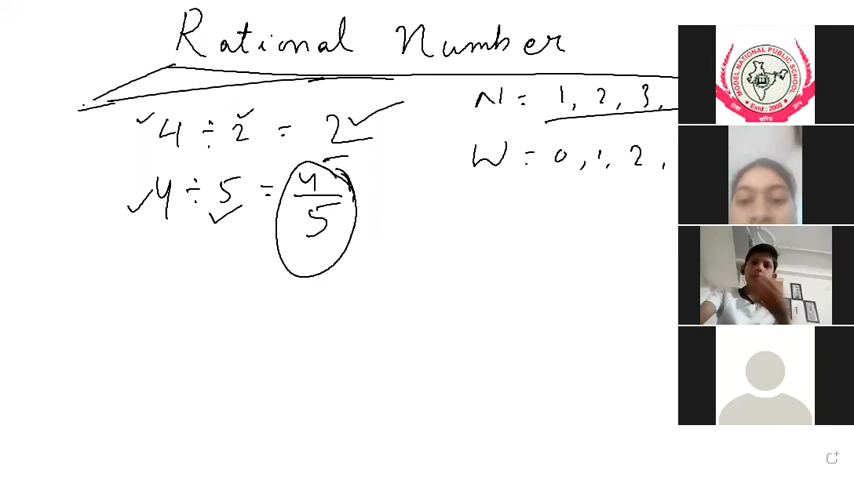 Rational Number
4 ÷ 2 = 2
N = 1, 2, 3,
4 ÷ 5 = 4/5
W = 0, 1, 2,
MODEL NATIONAL PUBLIC SCHOOL
Estd : 2000